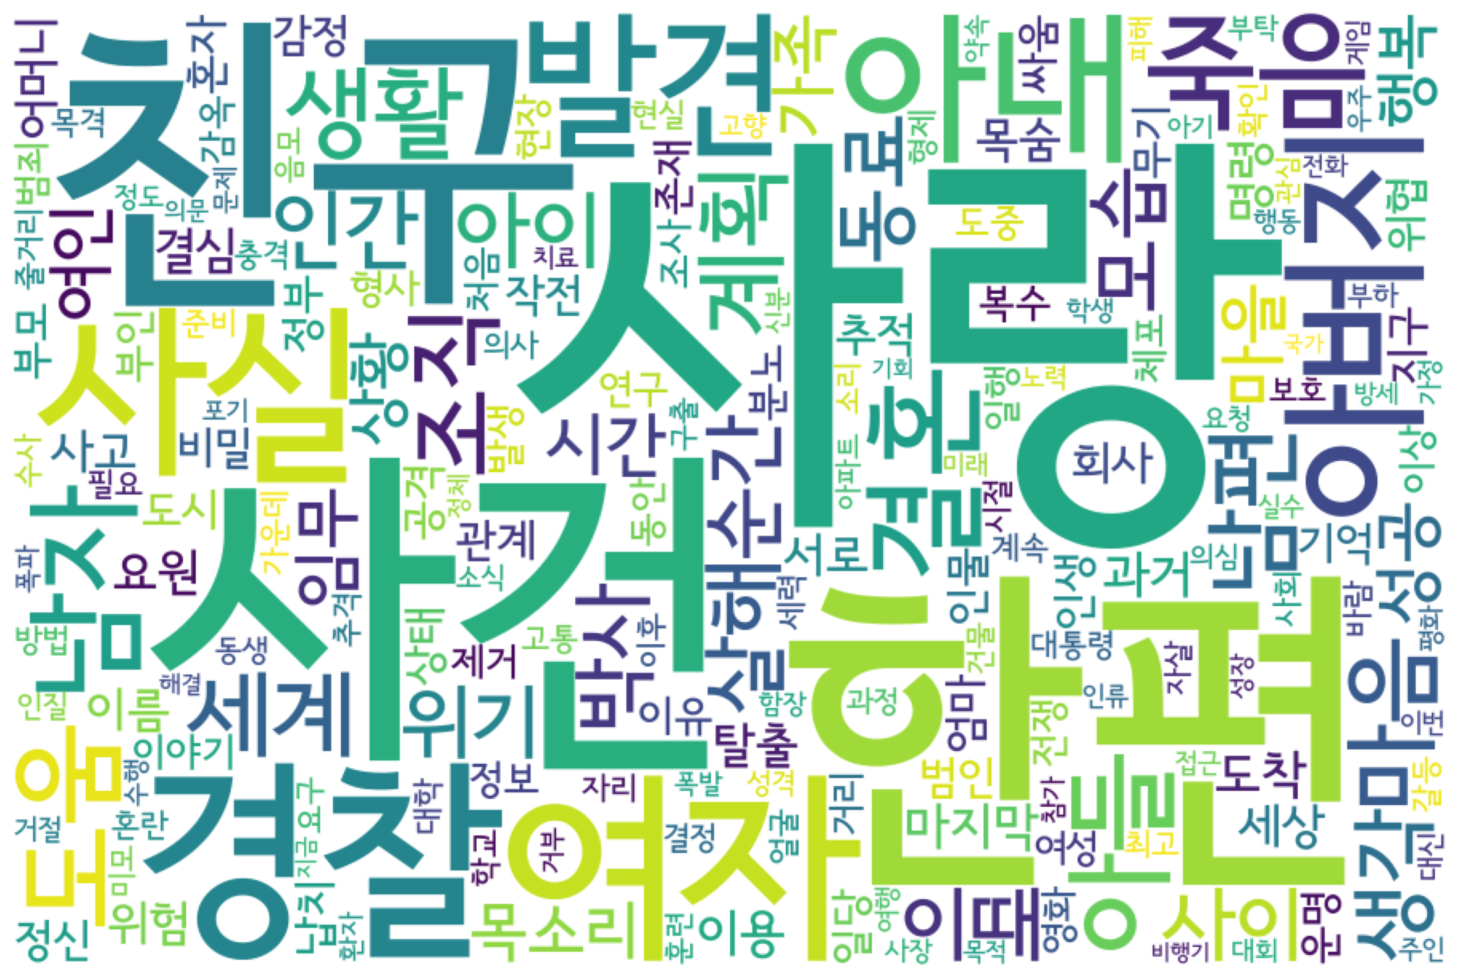 어머니
혼자
감정
친구
생활
발견
가족
약속
싸움
아내
피해
죽음
부탁
게임
행복
목격
감옥
음모
현장
현실
고향
목숨
형제
동료
무기
아기
확인
우주
명령
전화
관심
범죄
정도
문제
의문
인간
아이
존재
계획
도중
모습
행동
위협
아버지
줄거리
여인
결심
충격
처음
작전
치료
조사
사랑
복수
학생
마을
부하
부모
사실
부인
준비
정부
형사
조직
의사
신분
추적
기회
체포
국가
지구
상황
포기
연구
분노
소리
일행
노력
보호
방세
가정
수사
사고
비밀
발생
시간
구출
순간
결혼
회사
요청
남편
이상
필요
도시
가운데
공격
정체
동안
아파트
미래
시절
실수
남자
요원
임무
사건
관계
서로
계속
과거
의심
기억
성공
폭파
추격
소식
살해
세력
인물
인생
사회
바람
평화
방법
동생
상태
고통
박사
이후
제거
건물
대통령
자살
성장
마음
해결
인질
이름
세계
위기
이유
함장
과정
엄마
전쟁
인류
한편
이야기
도움
수행
경찰
정보
탈출
자리
폭발
성격
범인
접근
도착
갈등
거절
혼란
지금
요구
대학
여자
결정
얼굴
거리
마지막
참가
아들
세상
생각
대신
미모
학교
거부
여성
최고
정신
위험
납치
환자
목소리
훈련
이용
일당
여행
사장
이때
목적
영화
사이
비행기
대회
운명
주인